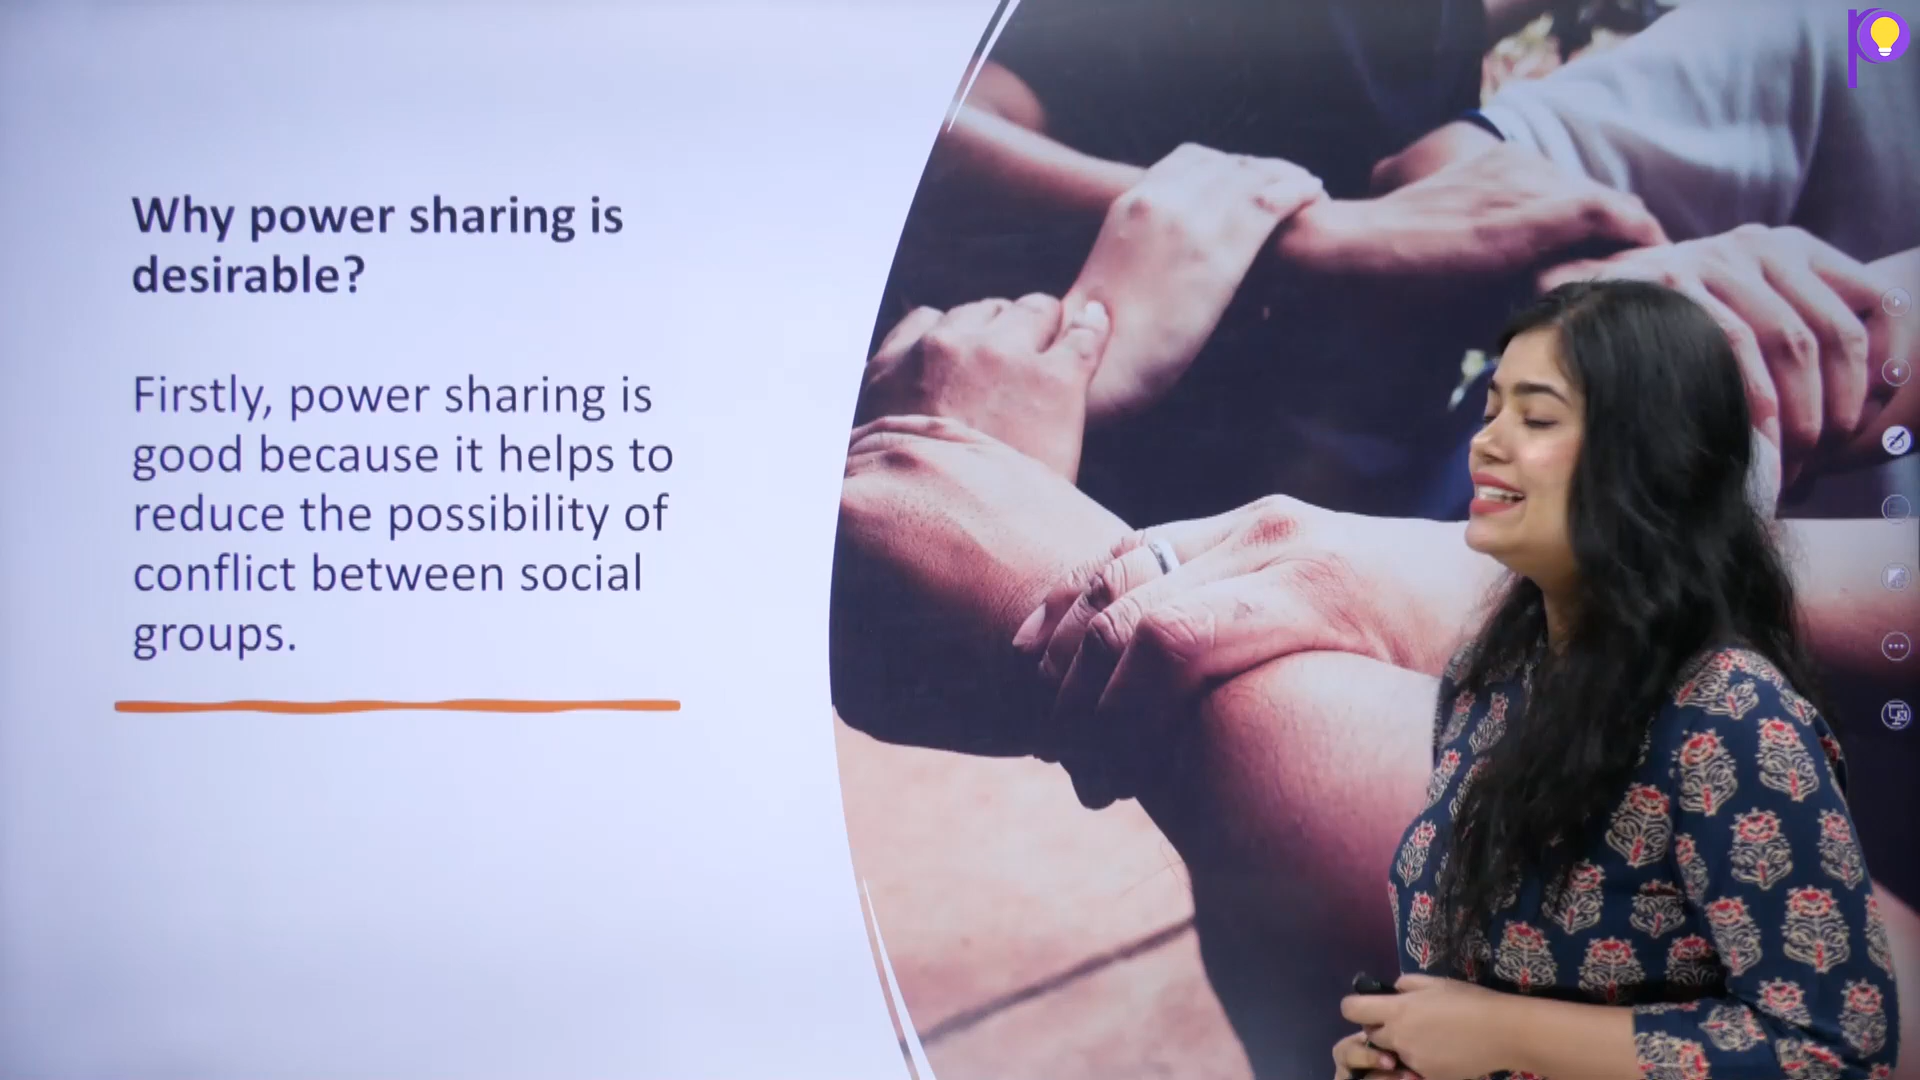 Why power sharing is
desirable?
Firstly, power sharing is
good because it helps to
reduce the possibility of
conflict between social
groups.